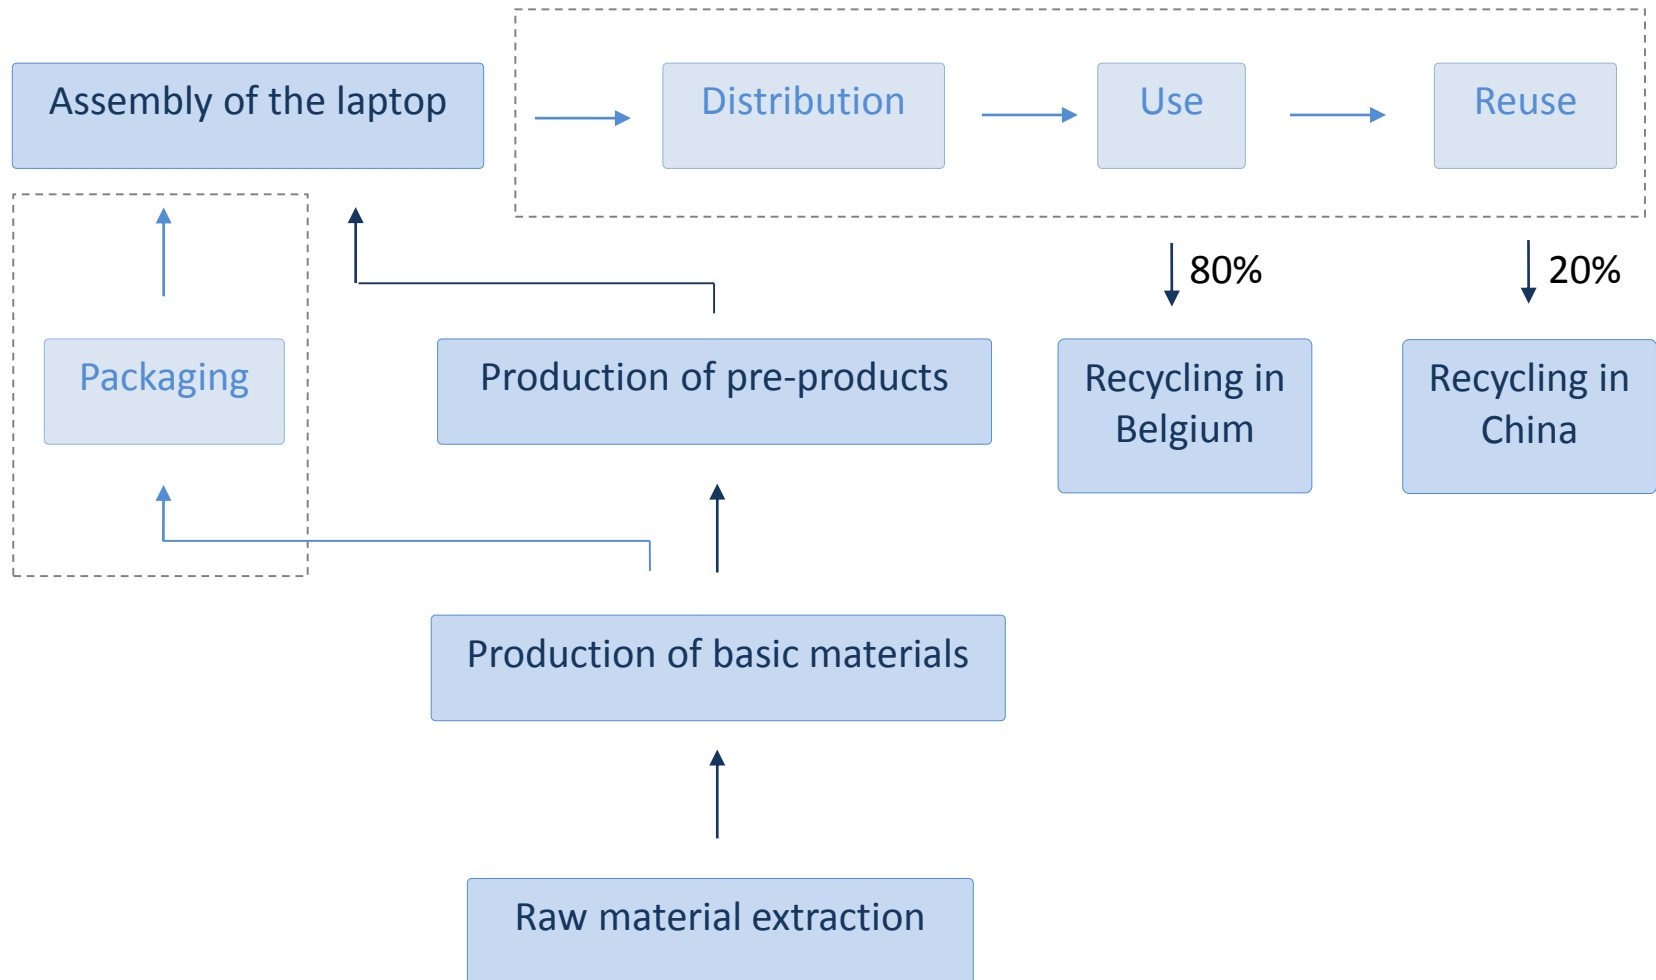 Assembly of the laptop
Distribution
Use
Reuse
80%
20%
Packaging
Production of pre-products
Recycling in
Belgium
Recycling in
China
Production of basic materials
Raw material extraction